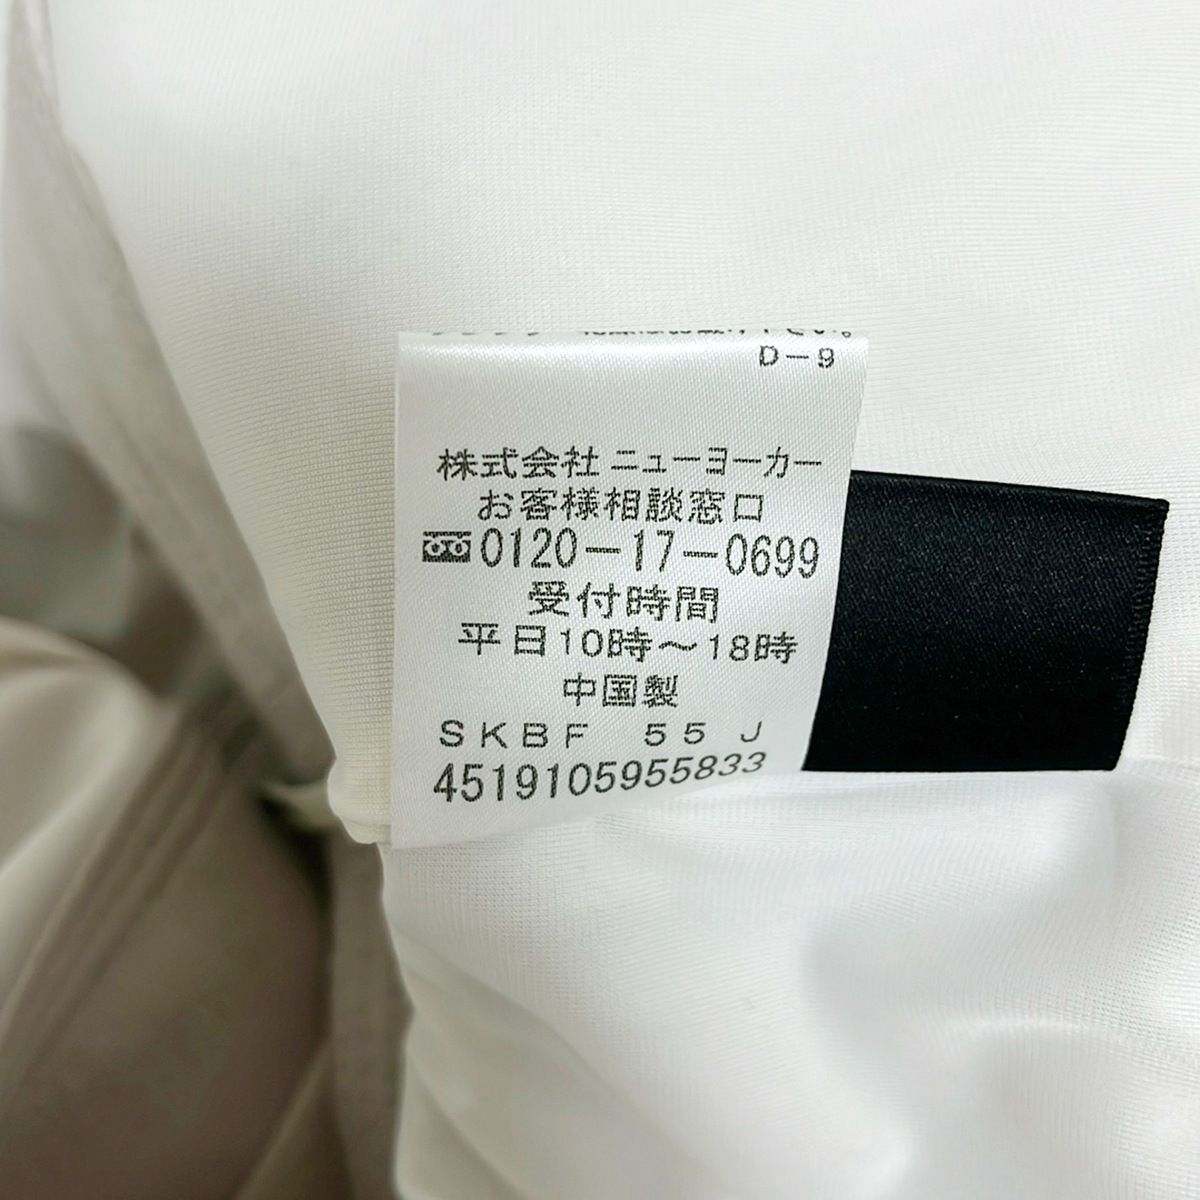 D-9
株式会社 ニューヨーカー
お客様相談窓口
0120-17-0699
受付時間
平日10時～18時
中国製
SKBF 55 J
4519105955833